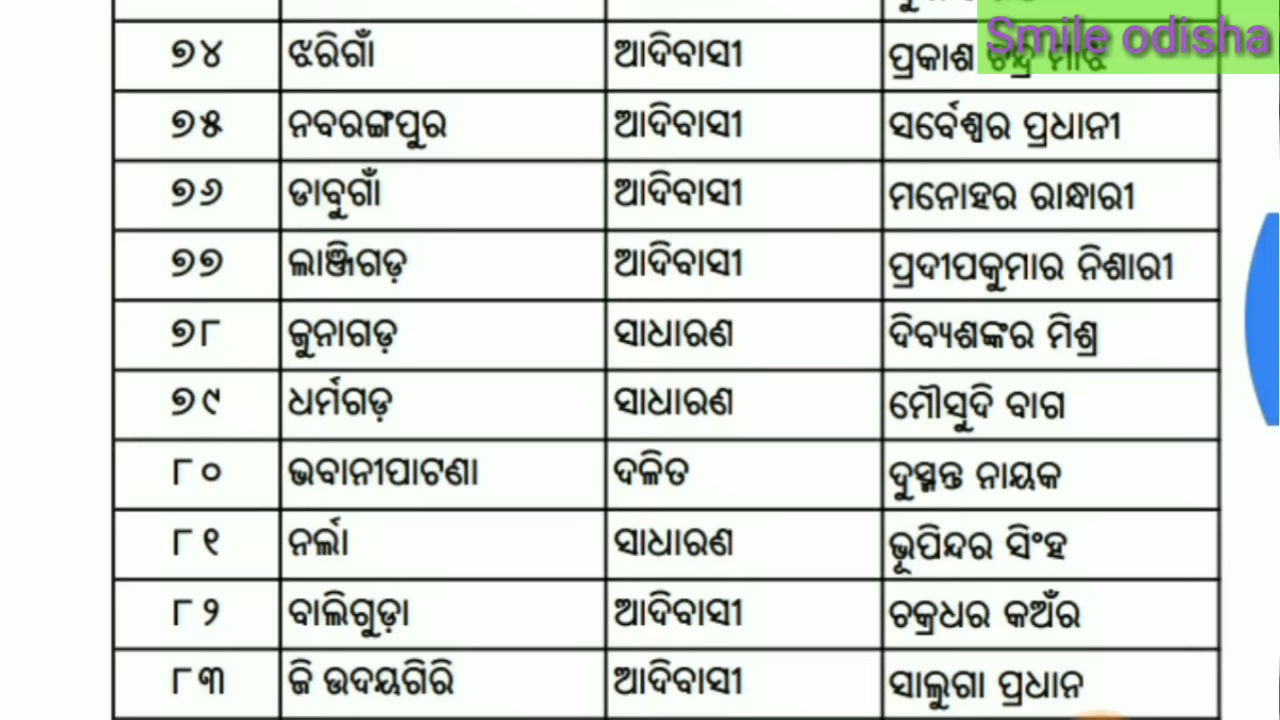 Smile odisha
୭୪ ଝରିଗାଁ ଆଦିବାସୀ ପ୍ରକାଶ ଚନ୍ଦ୍ର ମାଝି
୭୫ ନବରଙ୍ଗପୁର ଆଦିବାସୀ ସର୍ବେଶ୍ୱର ପ୍ରଧାନୀ
୭୬ ଡାବୁଗାଁ ଆଦିବାସୀ ମନୋହର ରାନ୍ଧାରୀ
୭୭ ଲାଞ୍ଜିଗଡ଼ ଆଦିବାସୀ ପ୍ରଦୀପକୁମାର ନିଶାରୀ
୭୮ ଜୁନାଗଡ଼ ସାଧାରଣ ଦିବ୍ୟଶଙ୍କର ମିଶ୍ର
୭୯ ଧର୍ମଗଡ଼ ସାଧାରଣ ମୌସୁଦି ବାଗ
୮୦ ଭବାନୀପାଟଣା ଦଳିତ ଦୁସ୍ମନ୍ତ ନାୟକ
୮୧ ନର୍ଲା ସାଧାରଣ ଭୂପିନ୍ଦର ସିଂହ
୮୨ ବାଲିଗୁଡ଼ା ଆଦିବାସୀ ଚକ୍ରଧର କଅଁର
୮୩ ଜି ଉଦୟଗିରି ଆଦିବାସୀ ସାଲୁଗା ପ୍ରଧାନ